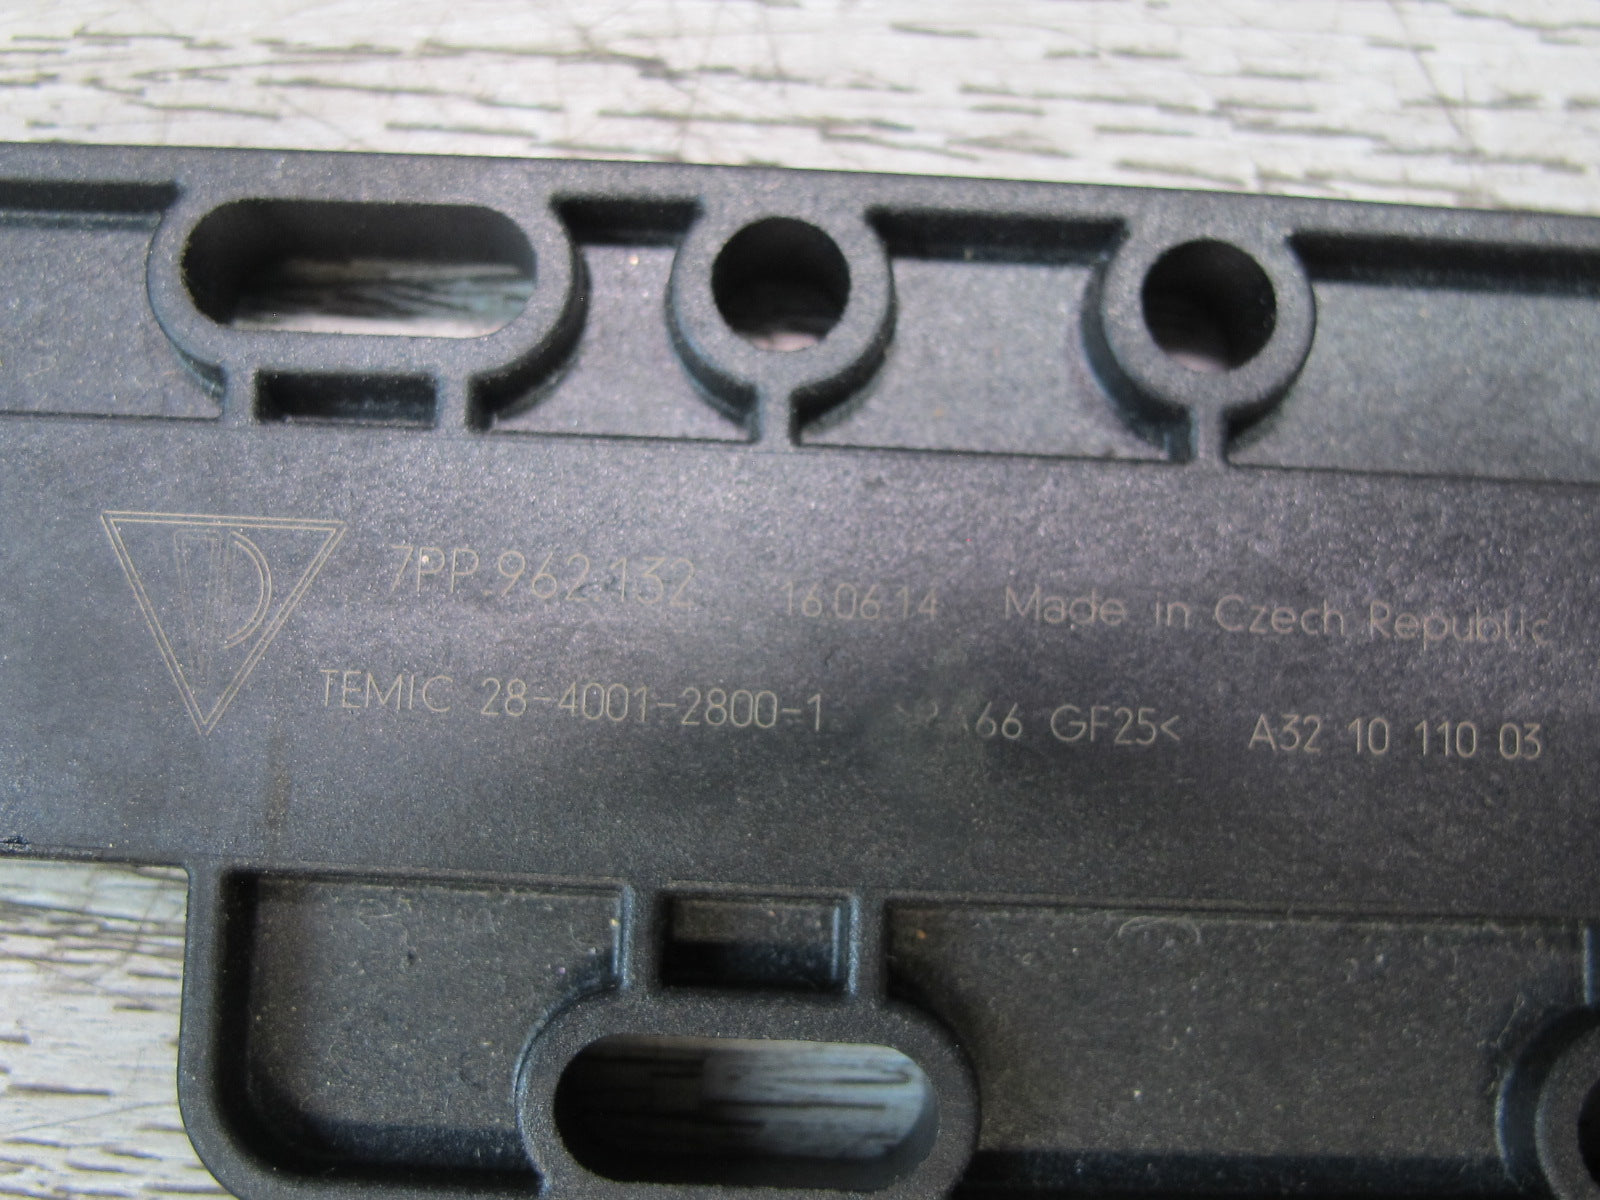 7PP.962.132 16.06.14 Made in Czech Republic
TEMIC 28-4001-2800-1 >PA66 GF25< A32 10 110 03